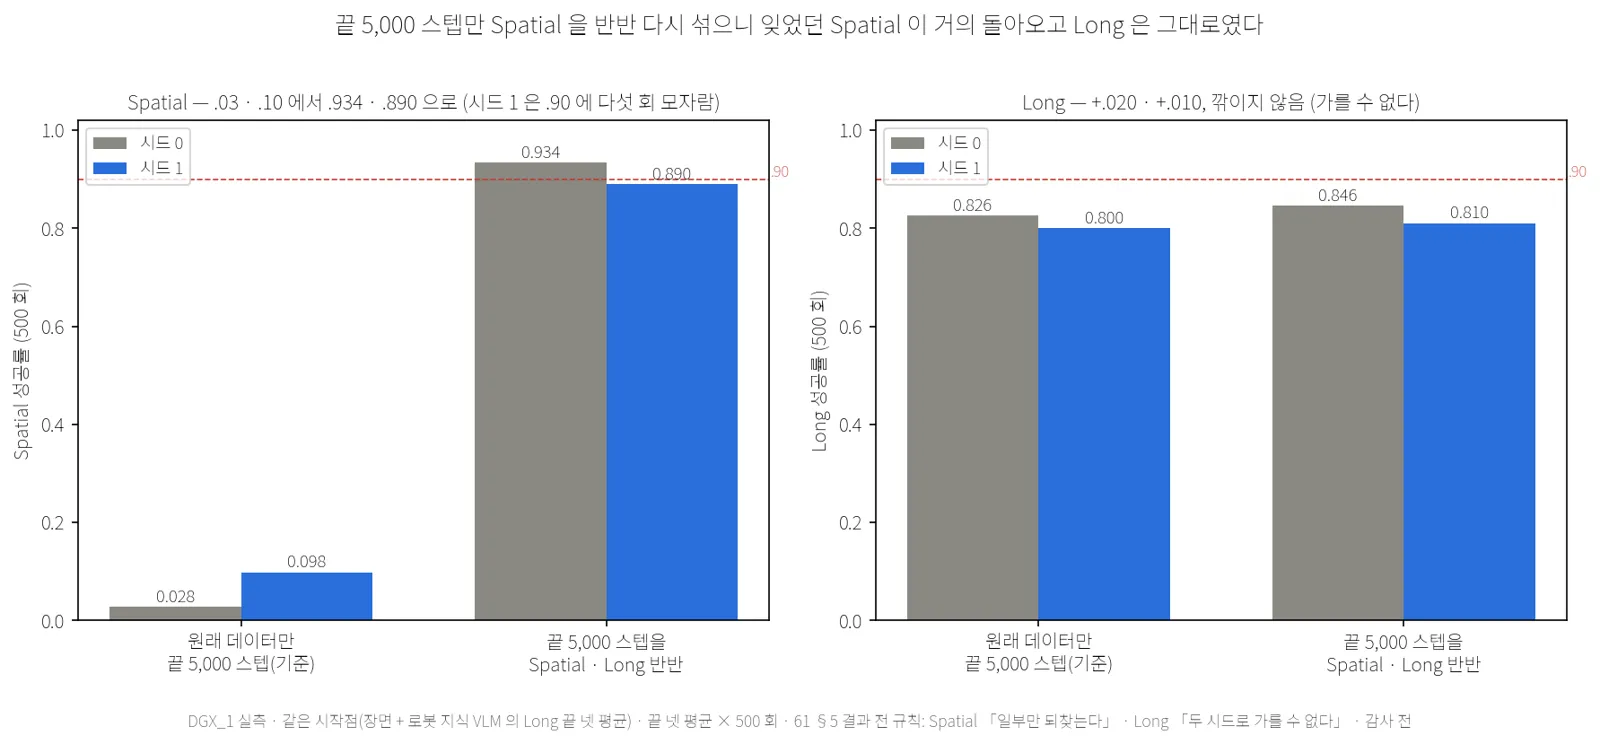 끝 5,000 스텝만 Spatial 을 반반 다시 섞으니 잊었던 Spatial 이 거의 돌아오고 Long 은 그대로였다
Spatial — .03 · .10 에서 .934 · .890 으로 (시드 1 은 .90 에 다섯 회 모자람)
시드 0
시드 1
1.0
0.8
0.6
0.4
0.2
0.0
Spatial 성공률 (500 회)
0.028
0.098
0.934
0.890
.90
원래 데이터만
끝 5,000 스텝(기준)
끝 5,000 스텝을
Spatial · Long 반반
Long — +.020 · +.010, 깎이지 않음 (가를 수 없다)
시드 0
시드 1
1.0
0.8
0.6
0.4
0.2
0.0
Long 성공률 (500 회)
0.826
0.800
0.846
0.810
.90
원래 데이터만
끝 5,000 스텝(기준)
끝 5,000 스텝을
Spatial · Long 반반
DGX_1 실측 · 같은 시작점(장면 + 로봇 지식 VLM 의 Long 끝 넷 평균) · 끝 넷 평균 × 500 회 · 61 §5 결과 전 규칙: Spatial 「일부만 되찾는다」 · Long 「두 시드로 가를 수 없다」 · 감사 전